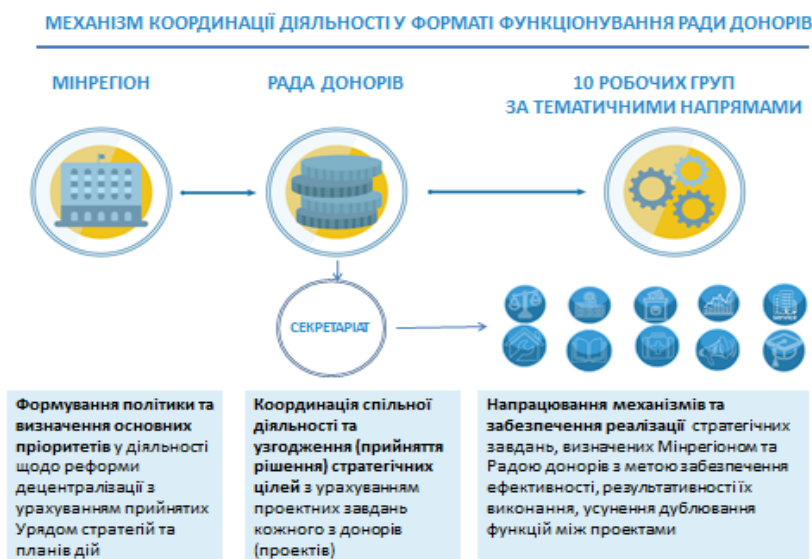 МЕХАНІЗМ КООРДИНАЦІЇ ДІЯЛЬНОСТІ У ФОРМАТІ ФУНКЦІОНУВАННЯ РАДИ ДОНОРІВ
МІНРЕГІОН
РАДА ДОНОРІВ
10 РОБОЧИХ ГРУП
ЗА ТЕМАТИЧНИМИ НАПРЯМАМИ
СЕКРЕТАРІАТ
service
Формування політики та
визначення основних
пріоритетів у діяльності
щодо реформи
децентралізації з
урахуванням прийнятих
Урядом стратегій та
планів дій
Координація спільної
діяльності та
узгодження (прийняття
рішення) стратегічних
цілей з урахуванням
проектних завдань
кожного з донорів
(проектів)
Напрацювання механізмів та
забезпечення реалізації стратегічних
завдань, визначених Мінрегіоном та
Радою донорів з метою забезпечення
ефективності, результативності їх
виконання, усунення дублювання
функцій між проектами